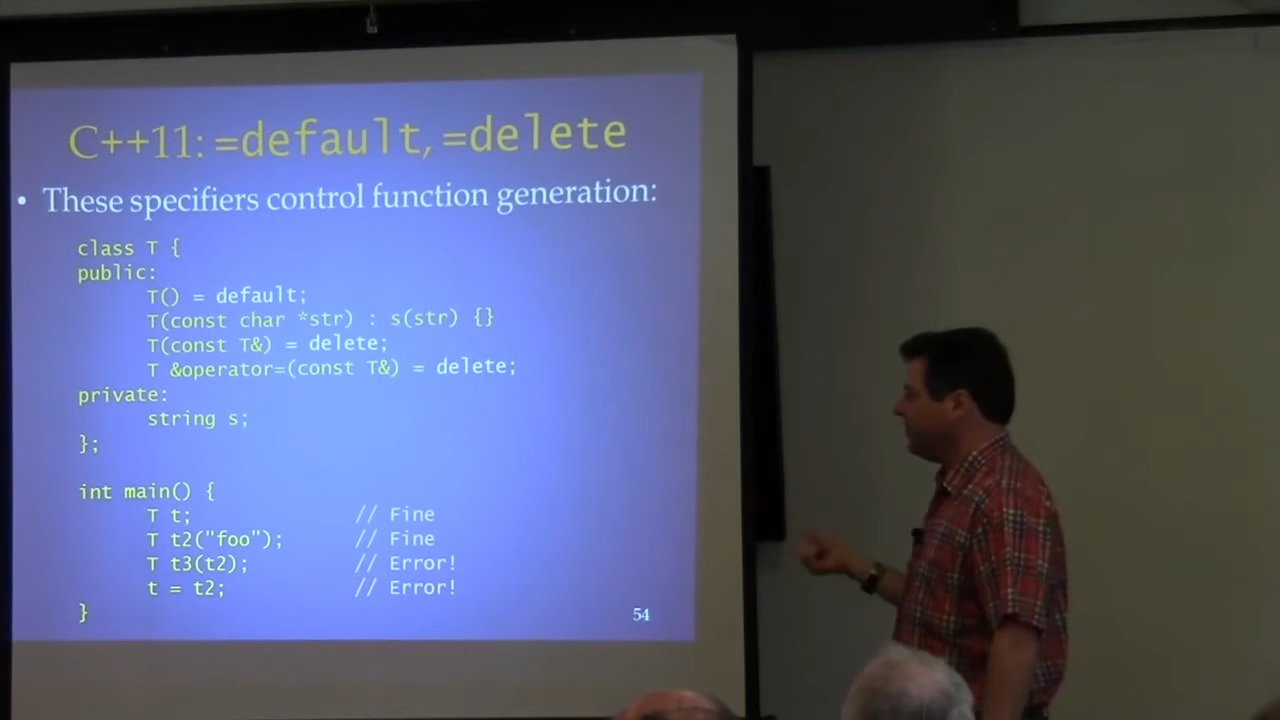 C++11: =default, =delete
• These specifiers control function generation:
class T {
public:
T() = default;
T(const char *str) : s(str) {}
T(const T&) = delete;
T &operator=(const T&) = delete;
private:
string s;
};
int main() {
T t; // Fine
T t2("foo"); // Fine
T t3(t2); // Error!
t = t2; // Error!
}
54